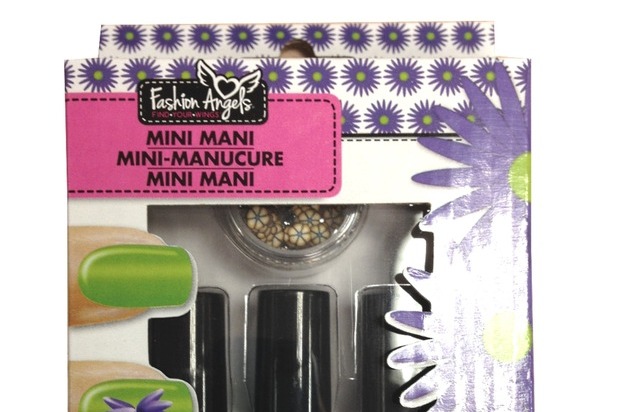 Fashion Angels
FIND YOUR WINGS
MINI MANI
MINI-MANUCURE
MINI MANI